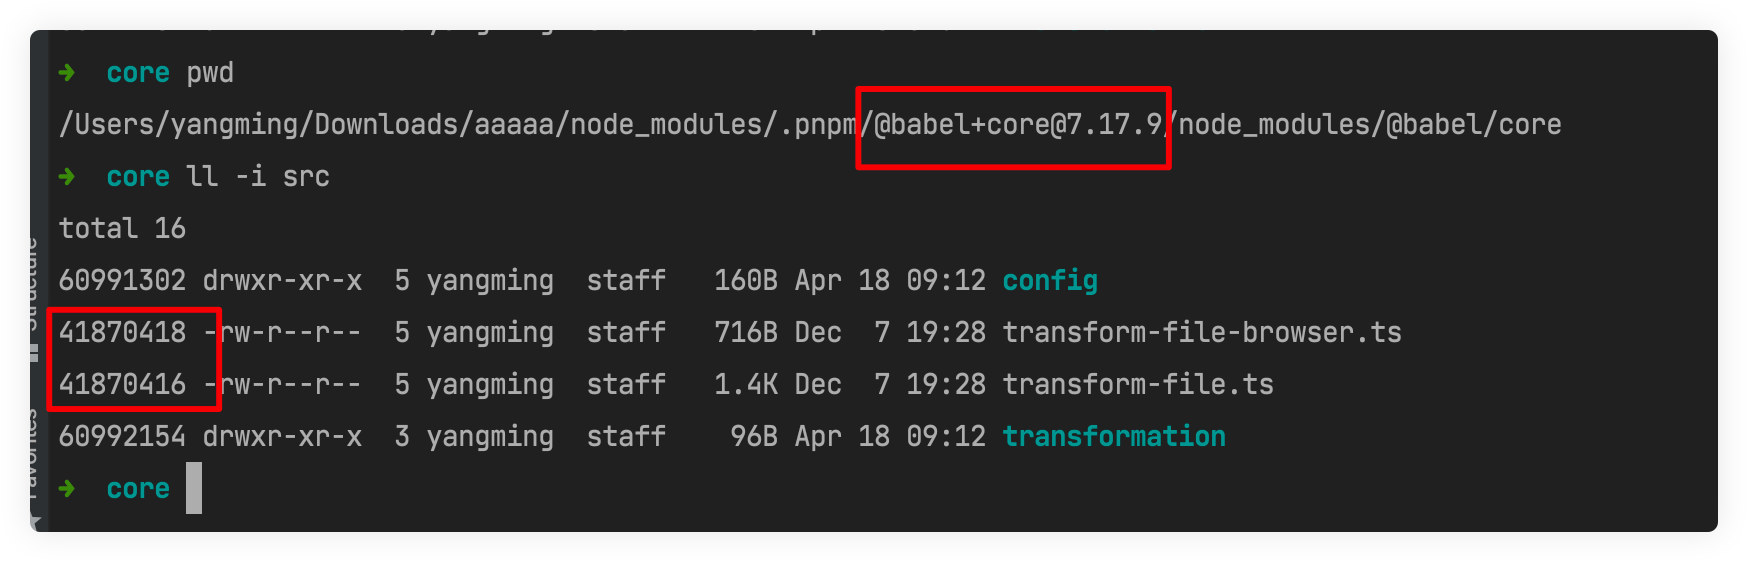 ➜ core pwd
/Users/yangming/Downloads/aaaaa/node_modules/.pnpm/@babel+core@7.17.9/node_modules/@babel/core
➜ core ll -i src
total 16
60991302 drwxr-xr-x 5 yangming staff 160B Apr 18 09:12 config
41870418 -rw-r--r-- 5 yangming staff 716B Dec 7 19:28 transform-file-browser.ts
41870416 -rw-r--r-- 5 yangming staff 1.4K Dec 7 19:28 transform-file.ts
60992154 drwxr-xr-x 3 yangming staff 96B Apr 18 09:12 transformation
➜ core
Structure
Favorites